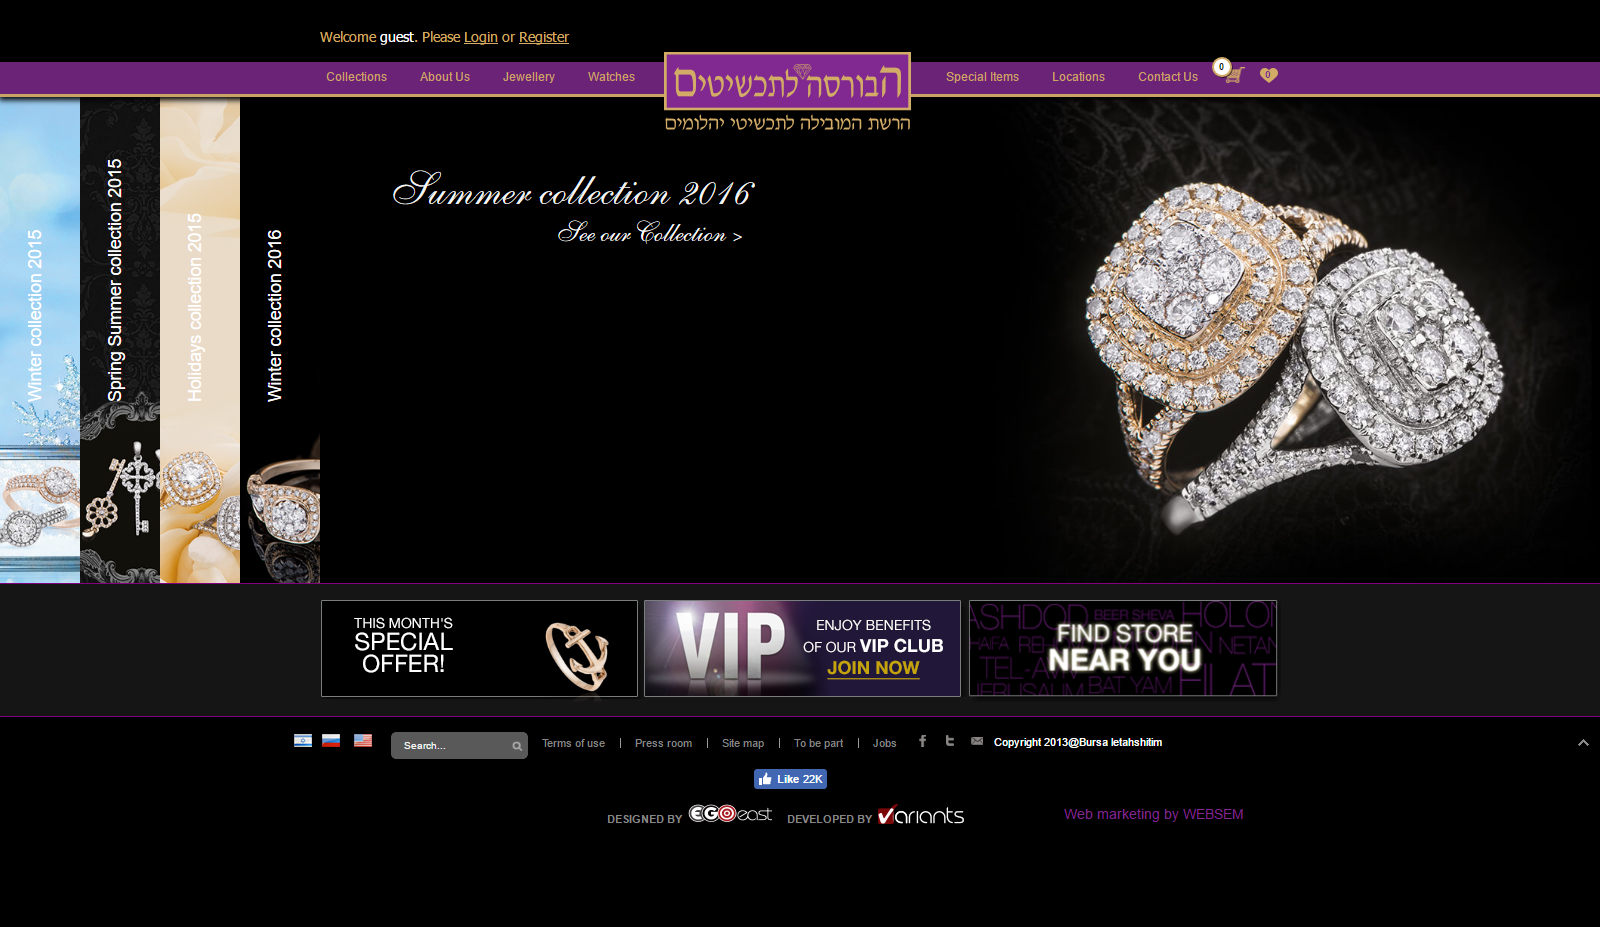 Welcome guest. Please Login or Register
Collections
About Us
Jewellery
Watches
הבורסה לתכשיטים
הרשת המובילה לתכשיטי יהלומים
Special Items
Locations
Contact Us
0
0
Winter collection 2015
Spring Summer collection 2015
Holidays collection 2015
Winter collection 2016
Summer collection 2016
See our Collection >
THIS MONTH'S
SPECIAL
OFFER!
VIP
ENJOY BENEFITS
OF OUR VIP CLUB
JOIN NOW
ASHDOD
BEER SHEVA
HOLON
HAIFA
NETAN
TEL-AV
JERUSALIM
BAT YAM
EILAT
FIND STORE
NEAR YOU
Search...
Terms of use | Press room | Site map | To be part | Jobs
Copyright 2013@Bursa letahshitim
Like 22K
DESIGNED BY EGOeast
DEVELOPED BY Variants
Web marketing by WEBSEM